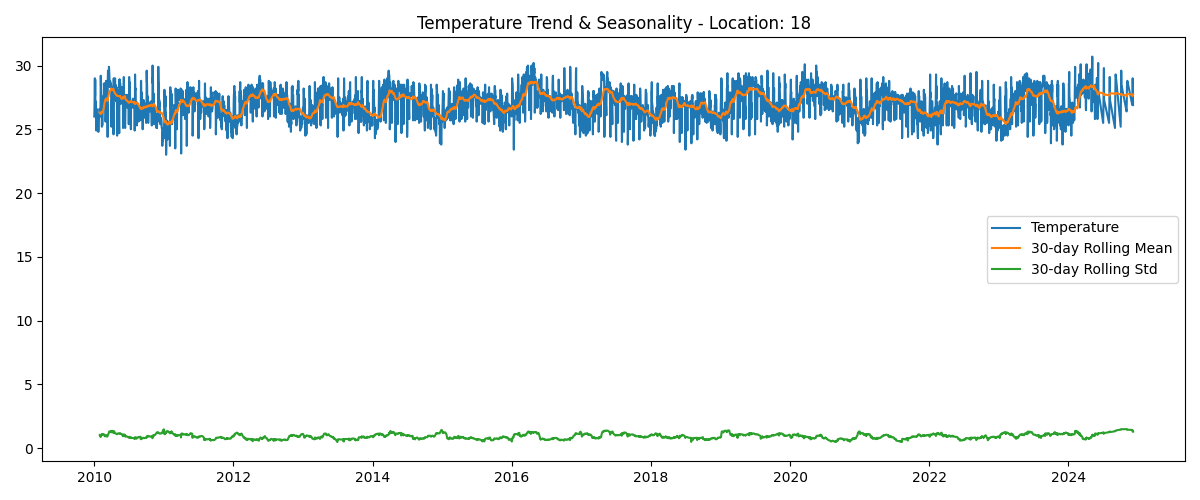 Temperature Trend & Seasonality - Location: 18
30
25
20
15
10
5
0
Temperature
30-day Rolling Mean
30-day Rolling Std
2010 2012 2014 2016 2018 2020 2022 2024